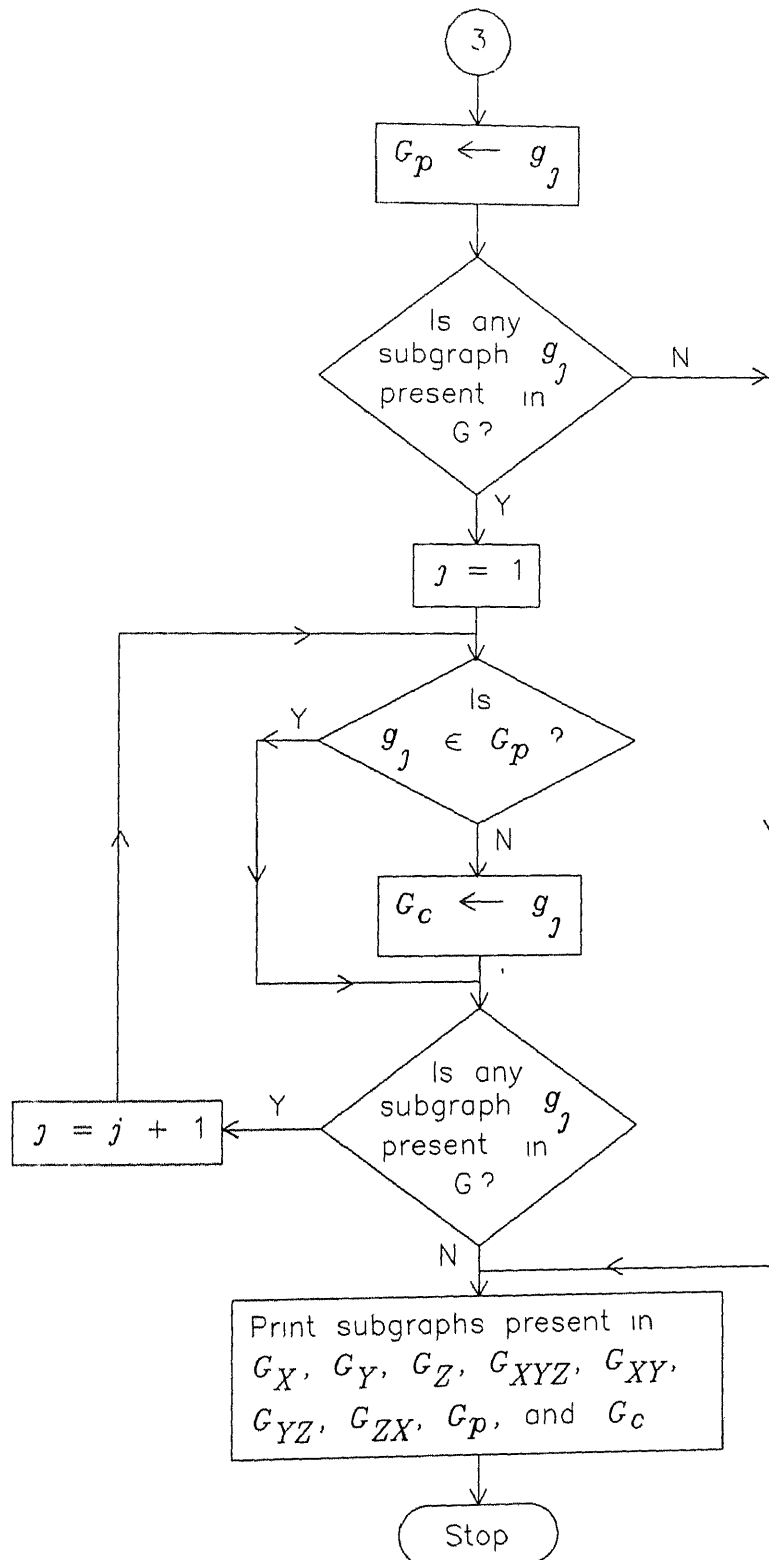 3
G_p ← g_j
Is any
subgraph g_j
present in
G?
N
Y
j = 1
Is
g_j ∈ G_p ?
Y
N
G_c ← g_j
Is any
subgraph g_j
present in
G?
Y
j = j + 1
N
Print subgraphs present in
G_X, G_Y, G_Z, G_XYZ, G_XY,
G_YZ, G_ZX, G_p, and G_c
Stop